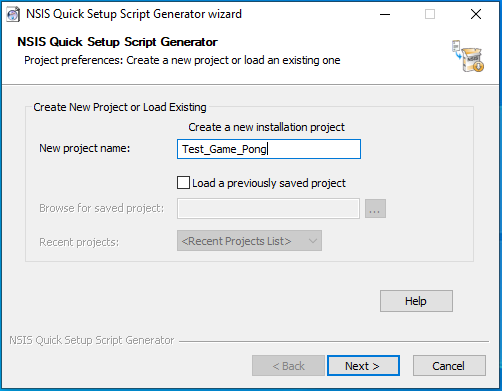 NSIS Quick Setup Script Generator wizard
NSIS Quick Setup Script Generator
Project preferences: Create a new project or load an existing one
Create New Project or Load Existing
Create a new installation project
New project name: Test_Game_Pong
Load a previously saved project
Browse for saved project: ...
Recent projects: <Recent Projects List>
Help
NSIS Quick Setup Script Generator
< Back Next > Cancel